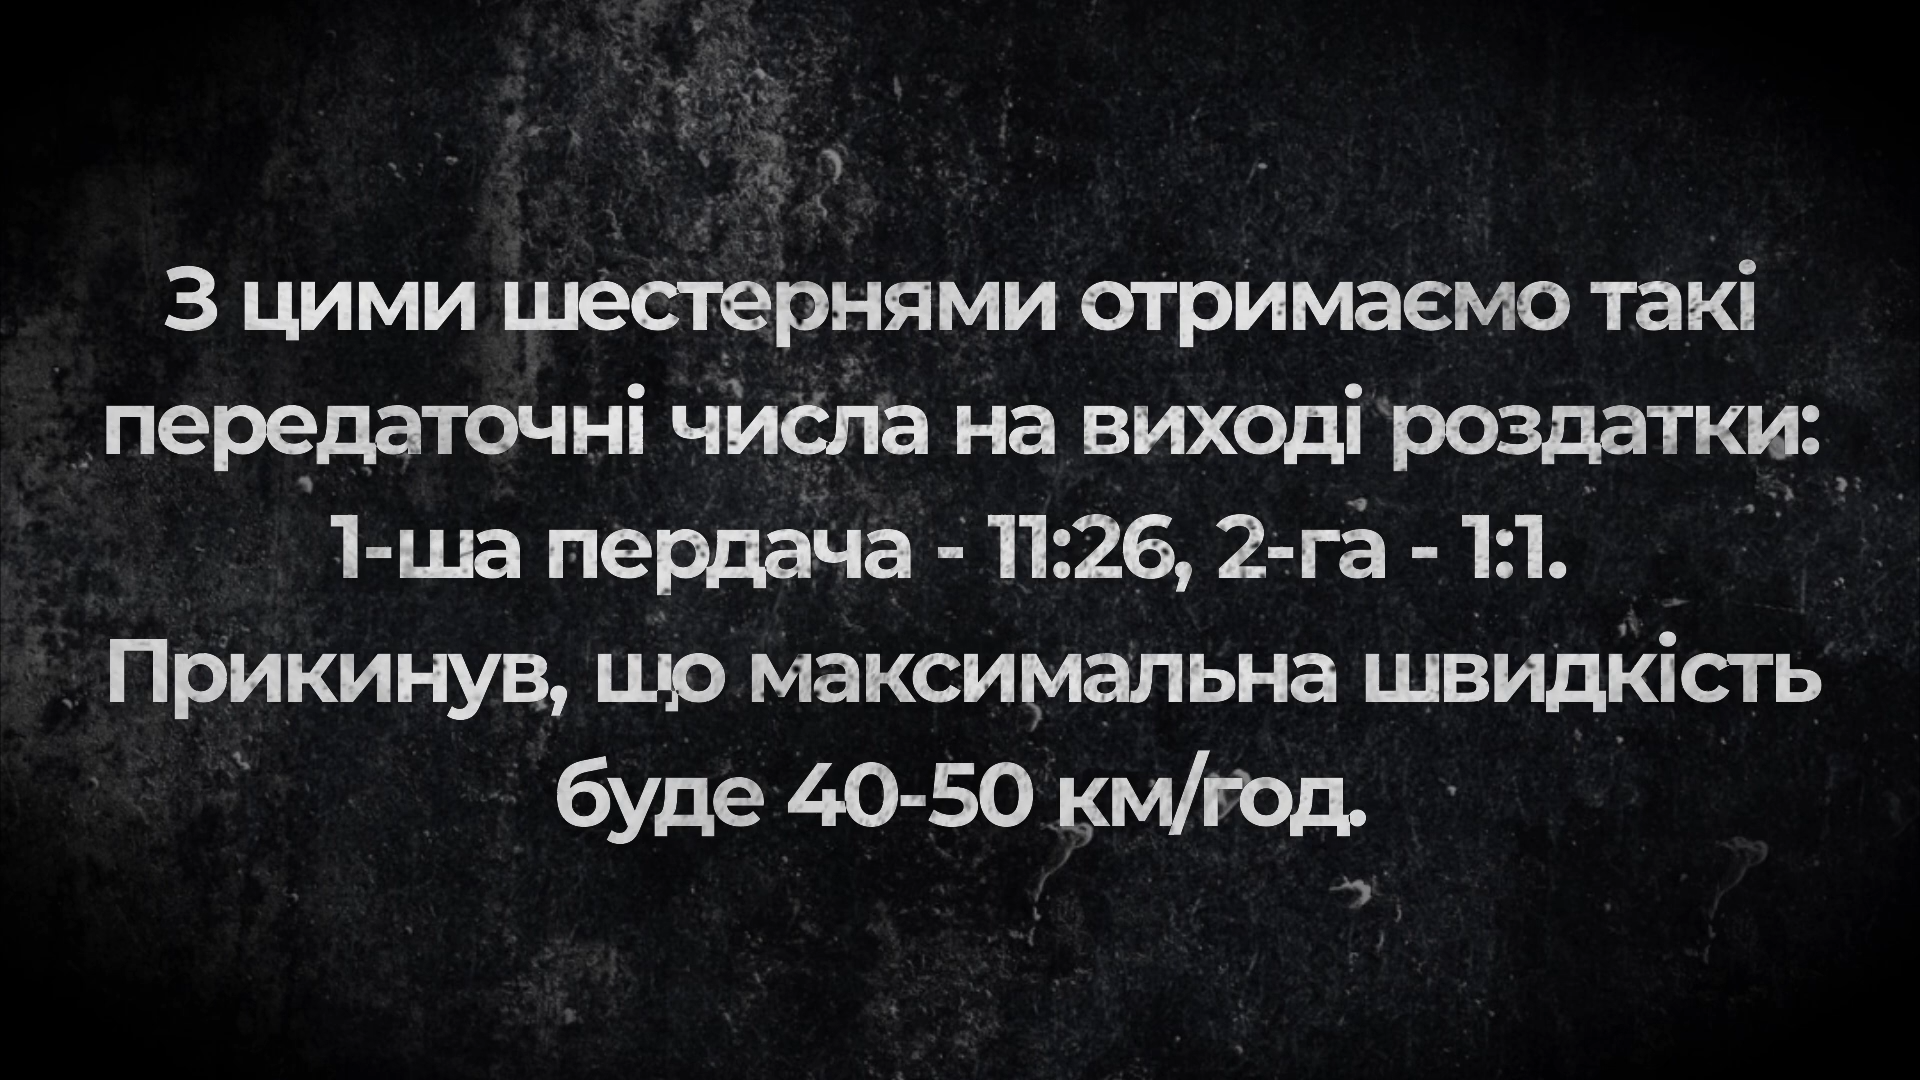 З цими шестернями отримаємо такі
передаточні числа на виході роздатки:
1-ша пердача - 11:26, 2-га - 1:1.
Прикинув, що максимальна швидкість
буде 40-50 км/год.